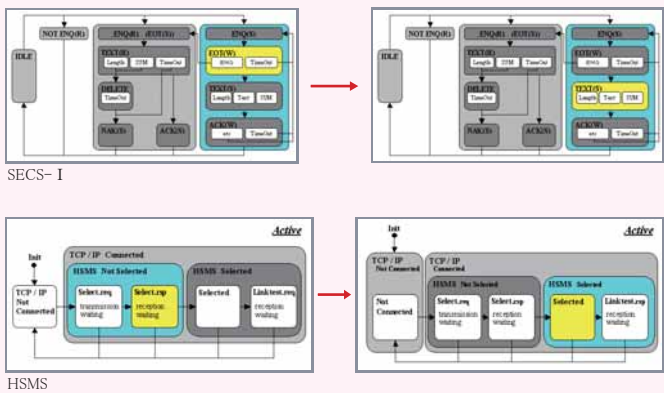 NOT ENQ(R)
ENQ(R) (EOT(S))
ENQ(S)
IDLE
TEXT(R)
Length
SUM
TimeOut
DELETE
TimeOut
NAK(S)
ACK(S)
EOT(W)
ENQ
TimeOut
TEXT(S)
Length
Text
SUM
ACK(W)
etc
TimeOut
NOT ENQ(R)
ENQ(R) (EOT(S))
ENQ(S)
IDLE
TEXT(R)
Length
SUM
TimeOut
DELETE
TimeOut
NAK(S)
ACK(S)
EOT(W)
ENQ
TimeOut
TEXT(S)
Length
Text
SUM
ACK(W)
etc
TimeOut
SECS-Ⅰ
Active
Init
TCP / IP Connected
HSMS Not Selected
HSMS Selected
TCP / IP
Not
Connected
Select.req
transmission
waiting
Select.rsp
reception
waiting
Selected
Linktest.req
reception
waiting
Active
Init
TCP / IP
Not Connected
TCP / IP
Connected
HSMS Not Selected
HSMS Selected
Not
Connected
Select.req
transmission
waiting
Select.rsp
reception
waiting
Selected
Linktest.rsp
reception
waiting
HSMS